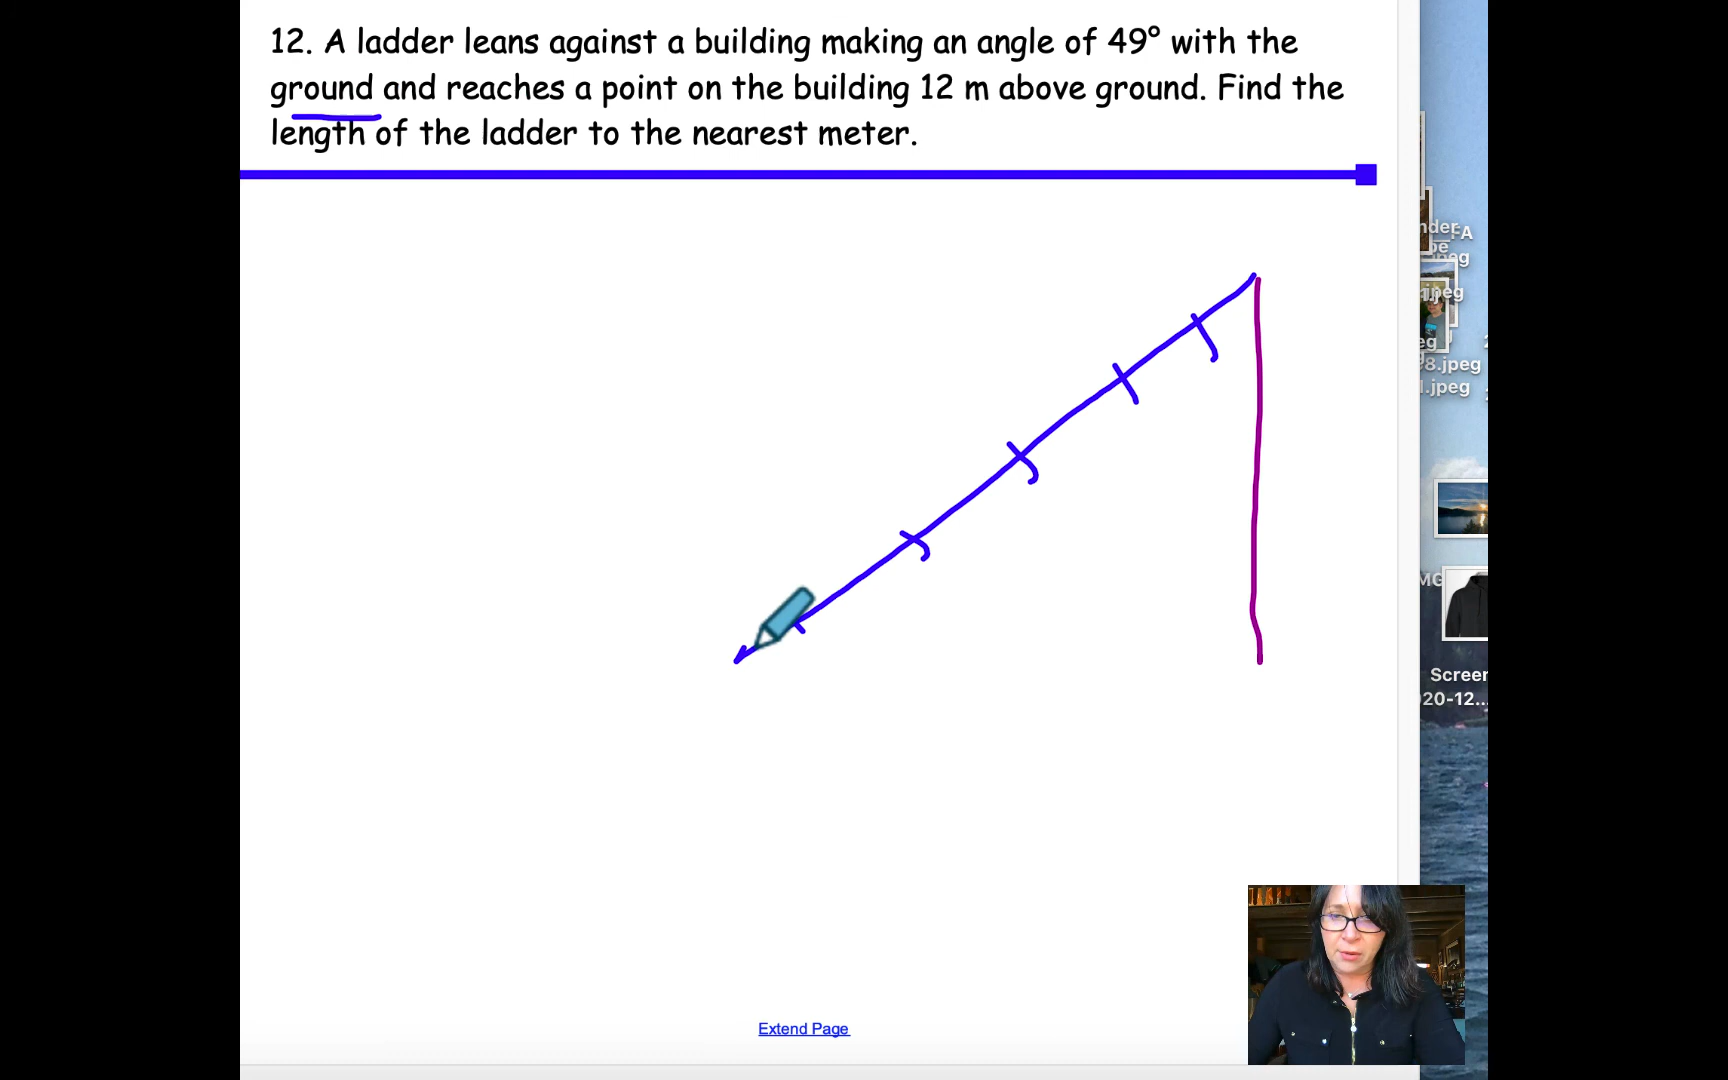 12. A ladder leans against a building making an angle of 49° with the
ground and reaches a point on the building 12 m above ground. Find the
length of the ladder to the nearest meter.
8.jpeg
.jpeg
Screen
20-12...
Extend Page